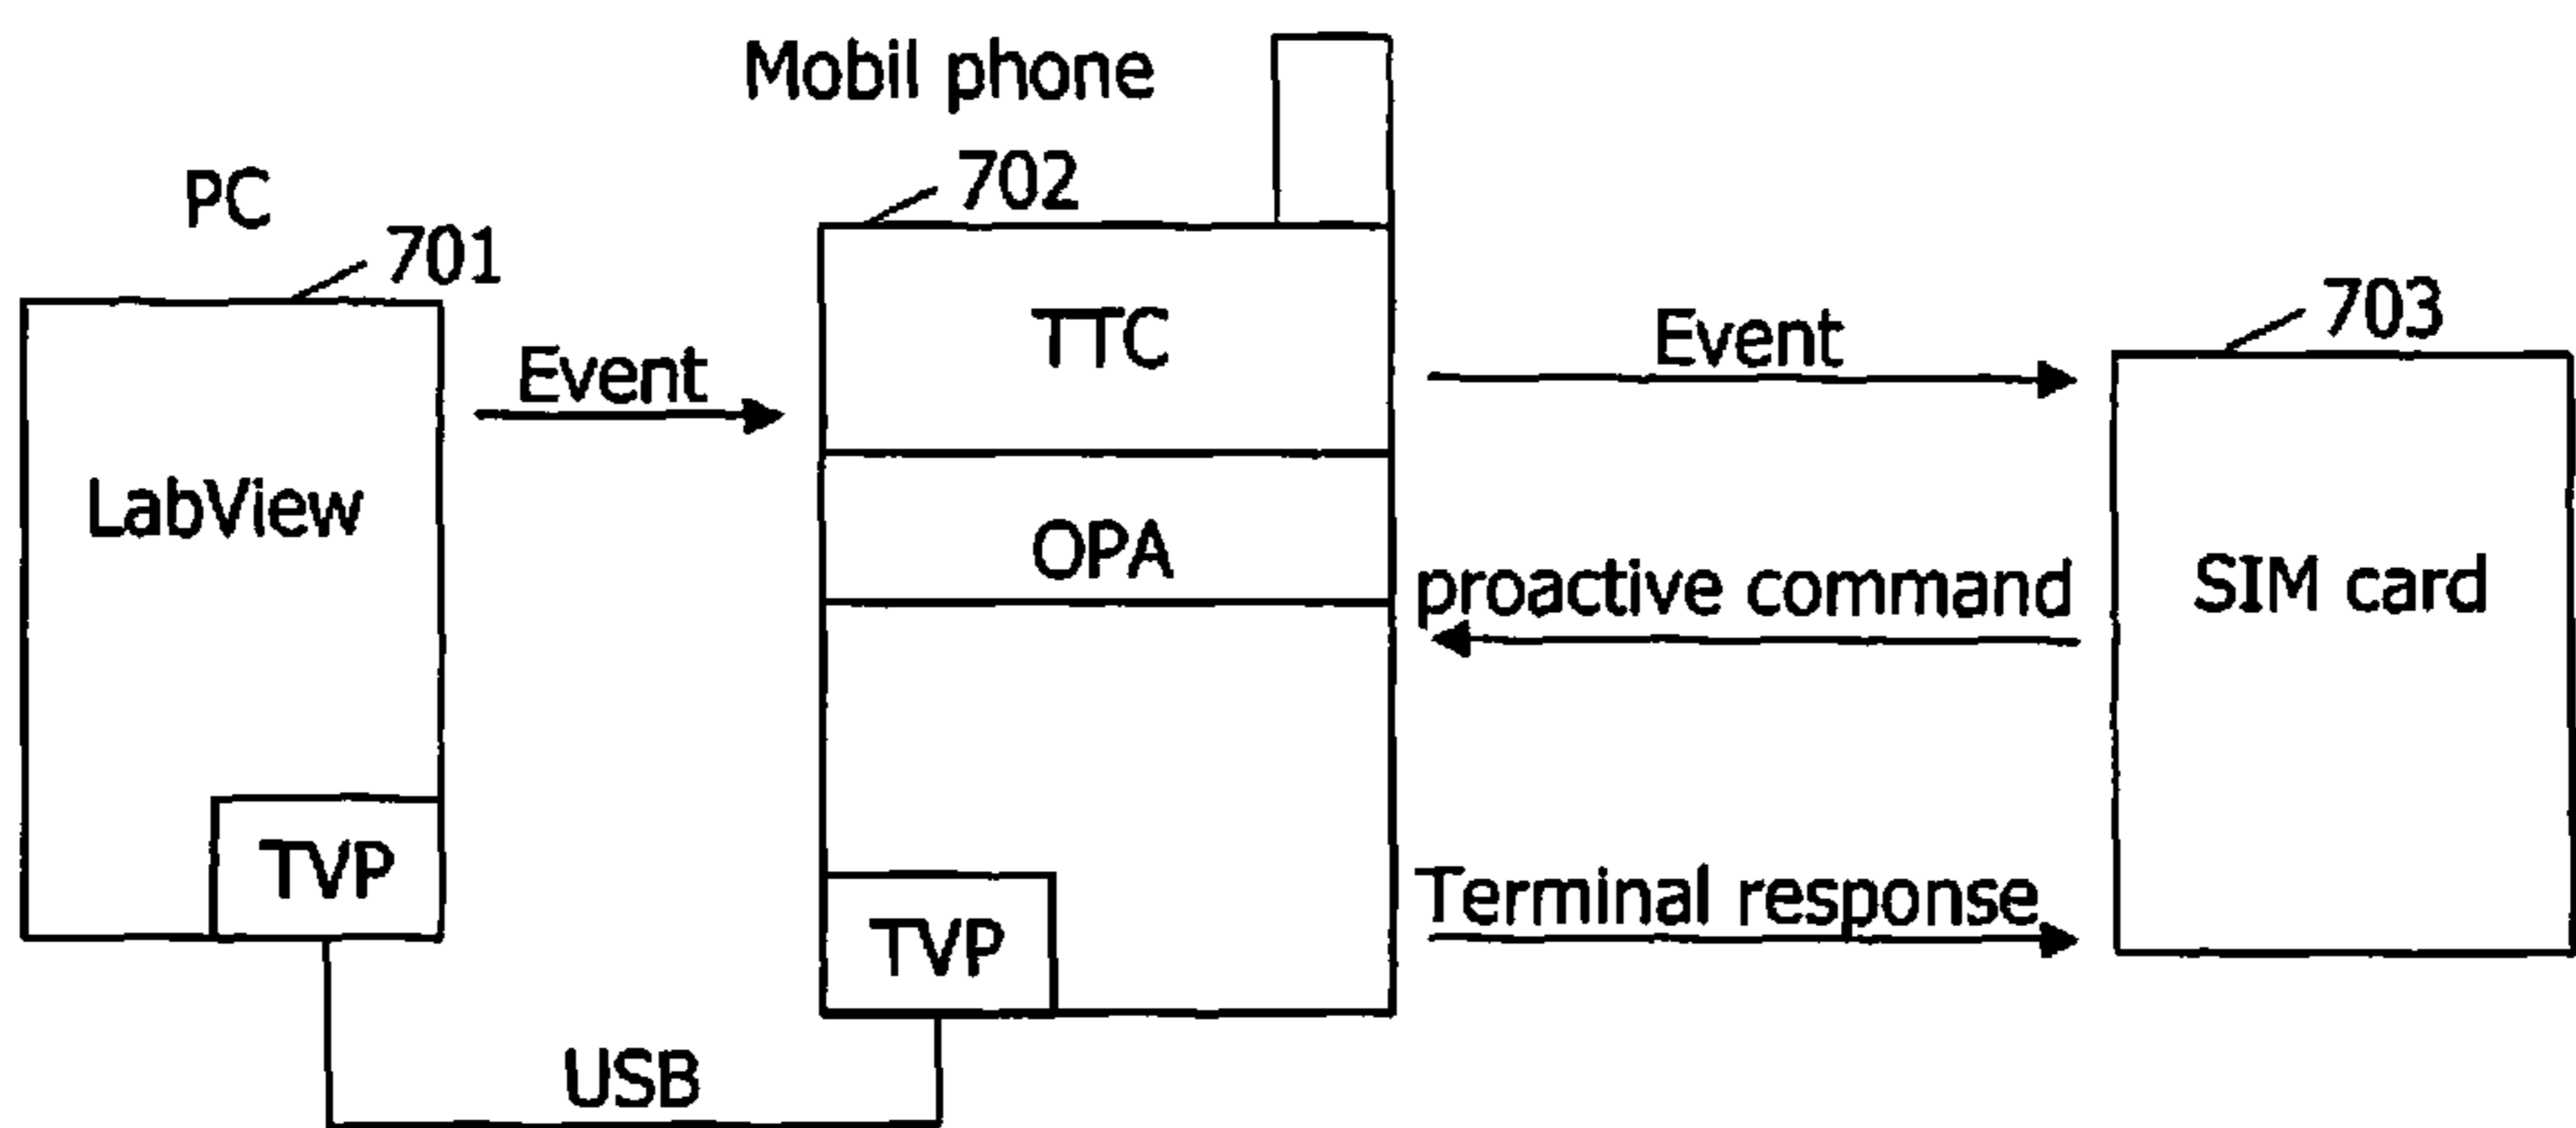 Mobil phone
702
PC
701
703
TTC
Event
Event
LabView
OPA
proactive command
SIM card
TVP
Terminal response
TVP
USB